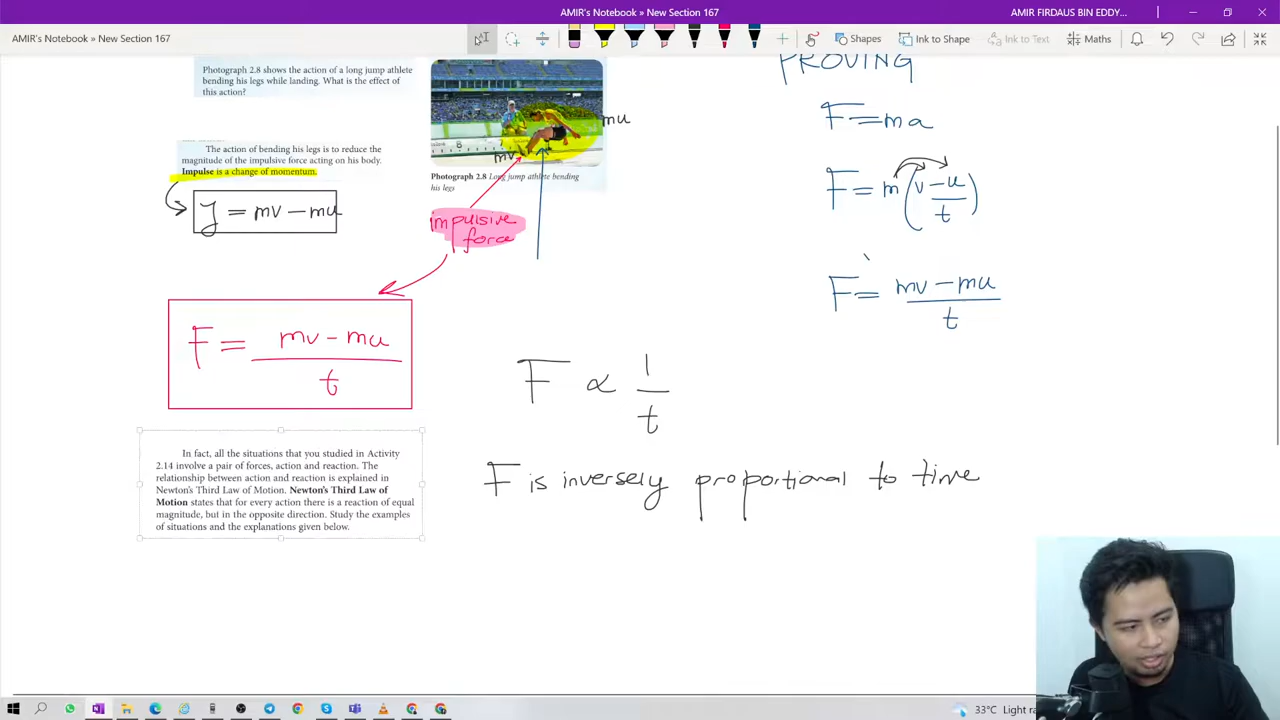 AMIR's Notebook » New Section 167
AMIR FIRDAUS BIN EDDY...
AMIR's Notebook » New Section 167
Shapes
Ink to Shape
Ink to Text
Maths
Photograph 2.8 shows the action of a long jump athlete
bending his legs while landing. What is the effect of
this action?
The action of bending his legs is to reduce the
magnitude of the impulsive force acting on his body.
Impulse is a change of momentum.
J = mv − mu
mu
mv
8
7
Photograph 2.8 Long jump athlete bending
his legs
impulsive
force
F = mv − mu
t
In fact, all the situations that you studied in Activity
2.14 involve a pair of forces, action and reaction. The
relationship between action and reaction is explained in
Newton's Third Law of Motion. Newton's Third Law of
Motion states that for every action there is a reaction of equal
magnitude, but in the opposite direction. Study the examples
of situations and the explanations given below.
PROVING
F = ma
F = m(v − u
t)
F = mv − mu
t
F ∝ 1
t
F is inversely proportional to time
33°C Light ra